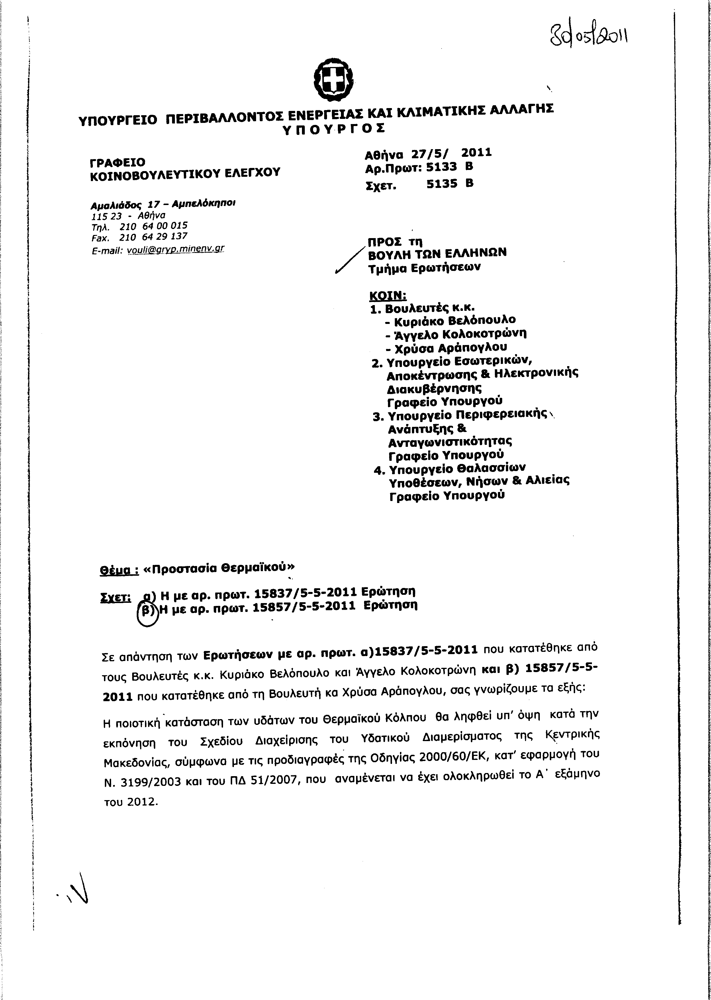 30/05/2011
ΥΠΟΥΡΓΕΙΟ ΠΕΡΙΒΑΛΛΟΝΤΟΣ ΕΝΕΡΓΕΙΑΣ ΚΑΙ ΚΛΙΜΑΤΙΚΗΣ ΑΛΛΑΓΗΣ
Υ Π Ο Υ Ρ Γ Ο Σ
ΓΡΑΦΕΙΟ
ΚΟΙΝΟΒΟΥΛΕΥΤΙΚΟΥ ΕΛΕΓΧΟΥ
Αμαλιάδος 17 – Αμπελόκηποι
115 23 - Αθήνα
Τηλ. 210 64 00 015
Fax. 210 64 29 137
E-mail: vouli@gryp.minenv.gr
Αθήνα 27/5/ 2011
Αρ.Πρωτ: 5133 Β
Σχετ. 5135 Β
ΠΡΟΣ τη
ΒΟΥΛΗ ΤΩΝ ΕΛΛΗΝΩΝ
Τμήμα Ερωτήσεων
ΚΟΙΝ:
1. Βουλευτές κ.κ.
- Κυριάκο Βελόπουλο
- Άγγελο Κολοκοτρώνη
- Χρύσα Αράπογλου
2. Υπουργείο Εσωτερικών,
Αποκέντρωσης & Ηλεκτρονικής
Διακυβέρνησης
Γραφείο Υπουργού
3. Υπουργείο Περιφερειακής
Ανάπτυξης &
Ανταγωνιστικότητας
Γραφείο Υπουργού
4. Υπουργείο Θαλασσίων
Υποθέσεων, Νήσων & Αλιείας
Γραφείο Υπουργού
Θέμα : «Προστασία Θερμαϊκού»
Σχετ: α) Η με αρ. πρωτ. 15837/5-5-2011 Ερώτηση
β) Η με αρ. πρωτ. 15857/5-5-2011 Ερώτηση
Σε απάντηση των Ερωτήσεων με αρ. πρωτ. α)15837/5-5-2011 που κατατέθηκε από
τους Βουλευτές κ.κ. Κυριάκο Βελόπουλο και Άγγελο Κολοκοτρώνη και β) 15857/5-5-
2011 που κατατέθηκε από τη Βουλευτή κα Χρύσα Αράπογλου, σας γνωρίζουμε τα εξής:
Η ποιοτική κατάσταση των υδάτων του Θερμαϊκού Κόλπου θα ληφθεί υπ' όψη κατά την
εκπόνηση του Σχεδίου Διαχείρισης του Υδατικού Διαμερίσματος της Κεντρικής
Μακεδονίας, σύμφωνα με τις προδιαγραφές της Οδηγίας 2000/60/ΕΚ, κατ' εφαρμογή του
Ν. 3199/2003 και του ΠΔ 51/2007, που αναμένεται να έχει ολοκληρωθεί το Α' εξάμηνο
του 2012.